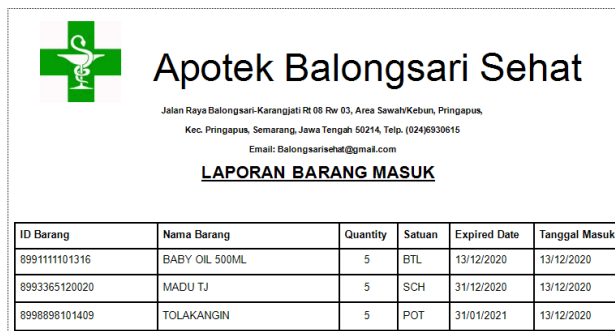 Apotek Balongsari Sehat
Jalan Raya Balongsari-Karangjati Rt 08 Rw 03, Area Sawah/Kebun, Pringapus,
Kec. Pringapus, Semarang, Jawa Tengah 50214, Telp. (024)6930615
Email: Balongsarisehat@gmail.com
LAPORAN BARANG MASUK
ID Barang Nama Barang Quantity Satuan Expired Date Tanggal Masuk
8991111101316 BABY OIL 500ML 5 BTL 13/12/2020 13/12/2020
8993365120020 MADU TJ 5 SCH 31/12/2020 13/12/2020
8998898101409 TOLAKANGIN 5 POT 31/01/2021 13/12/2020